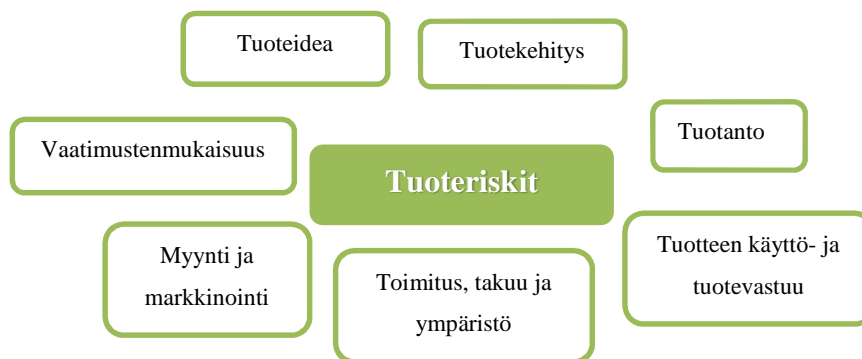 Tuoteidea
Tuotekehitys
Tuotanto
Vaatimustenmukaisuus
Tuoteriskit
Myynti ja
markkinointi
Toimitus, takuu ja
ympäristö
Tuotteen käyttö- ja
tuotevastuu